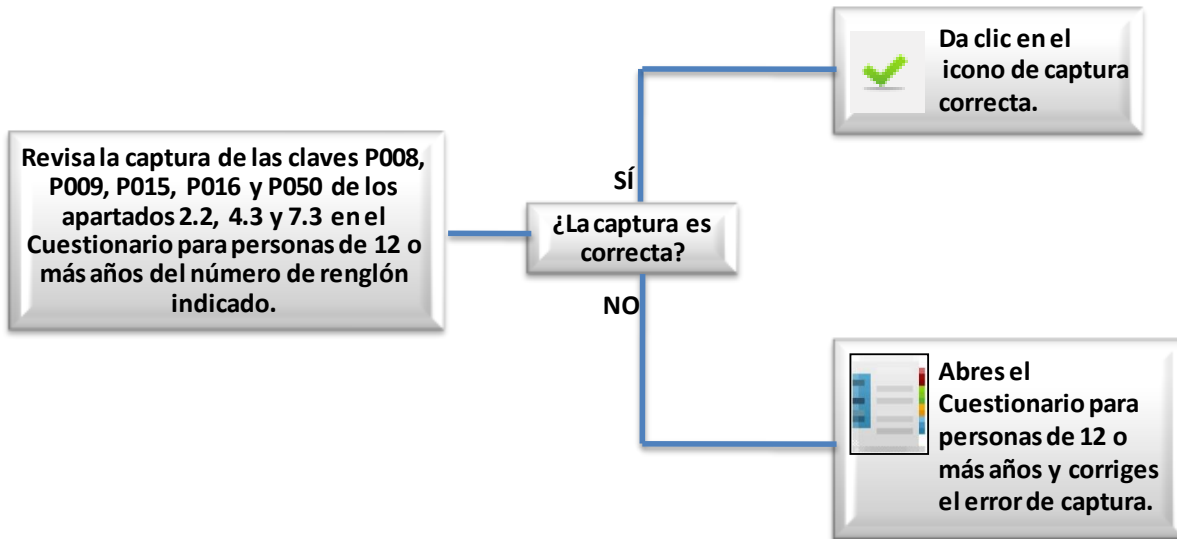 Revisa la captura de las claves P008,
P009, P015, P016 y P050 de los
apartados 2.2, 4.3 y 7.3 en el
Cuestionario para personas de 12 o
más años del número de renglón
indicado.
¿La captura es
correcta?
SÍ
Da clic en el
icono de captura
correcta.
NO
Abres el
Cuestionario para
personas de 12 o
más años y corriges
el error de captura.